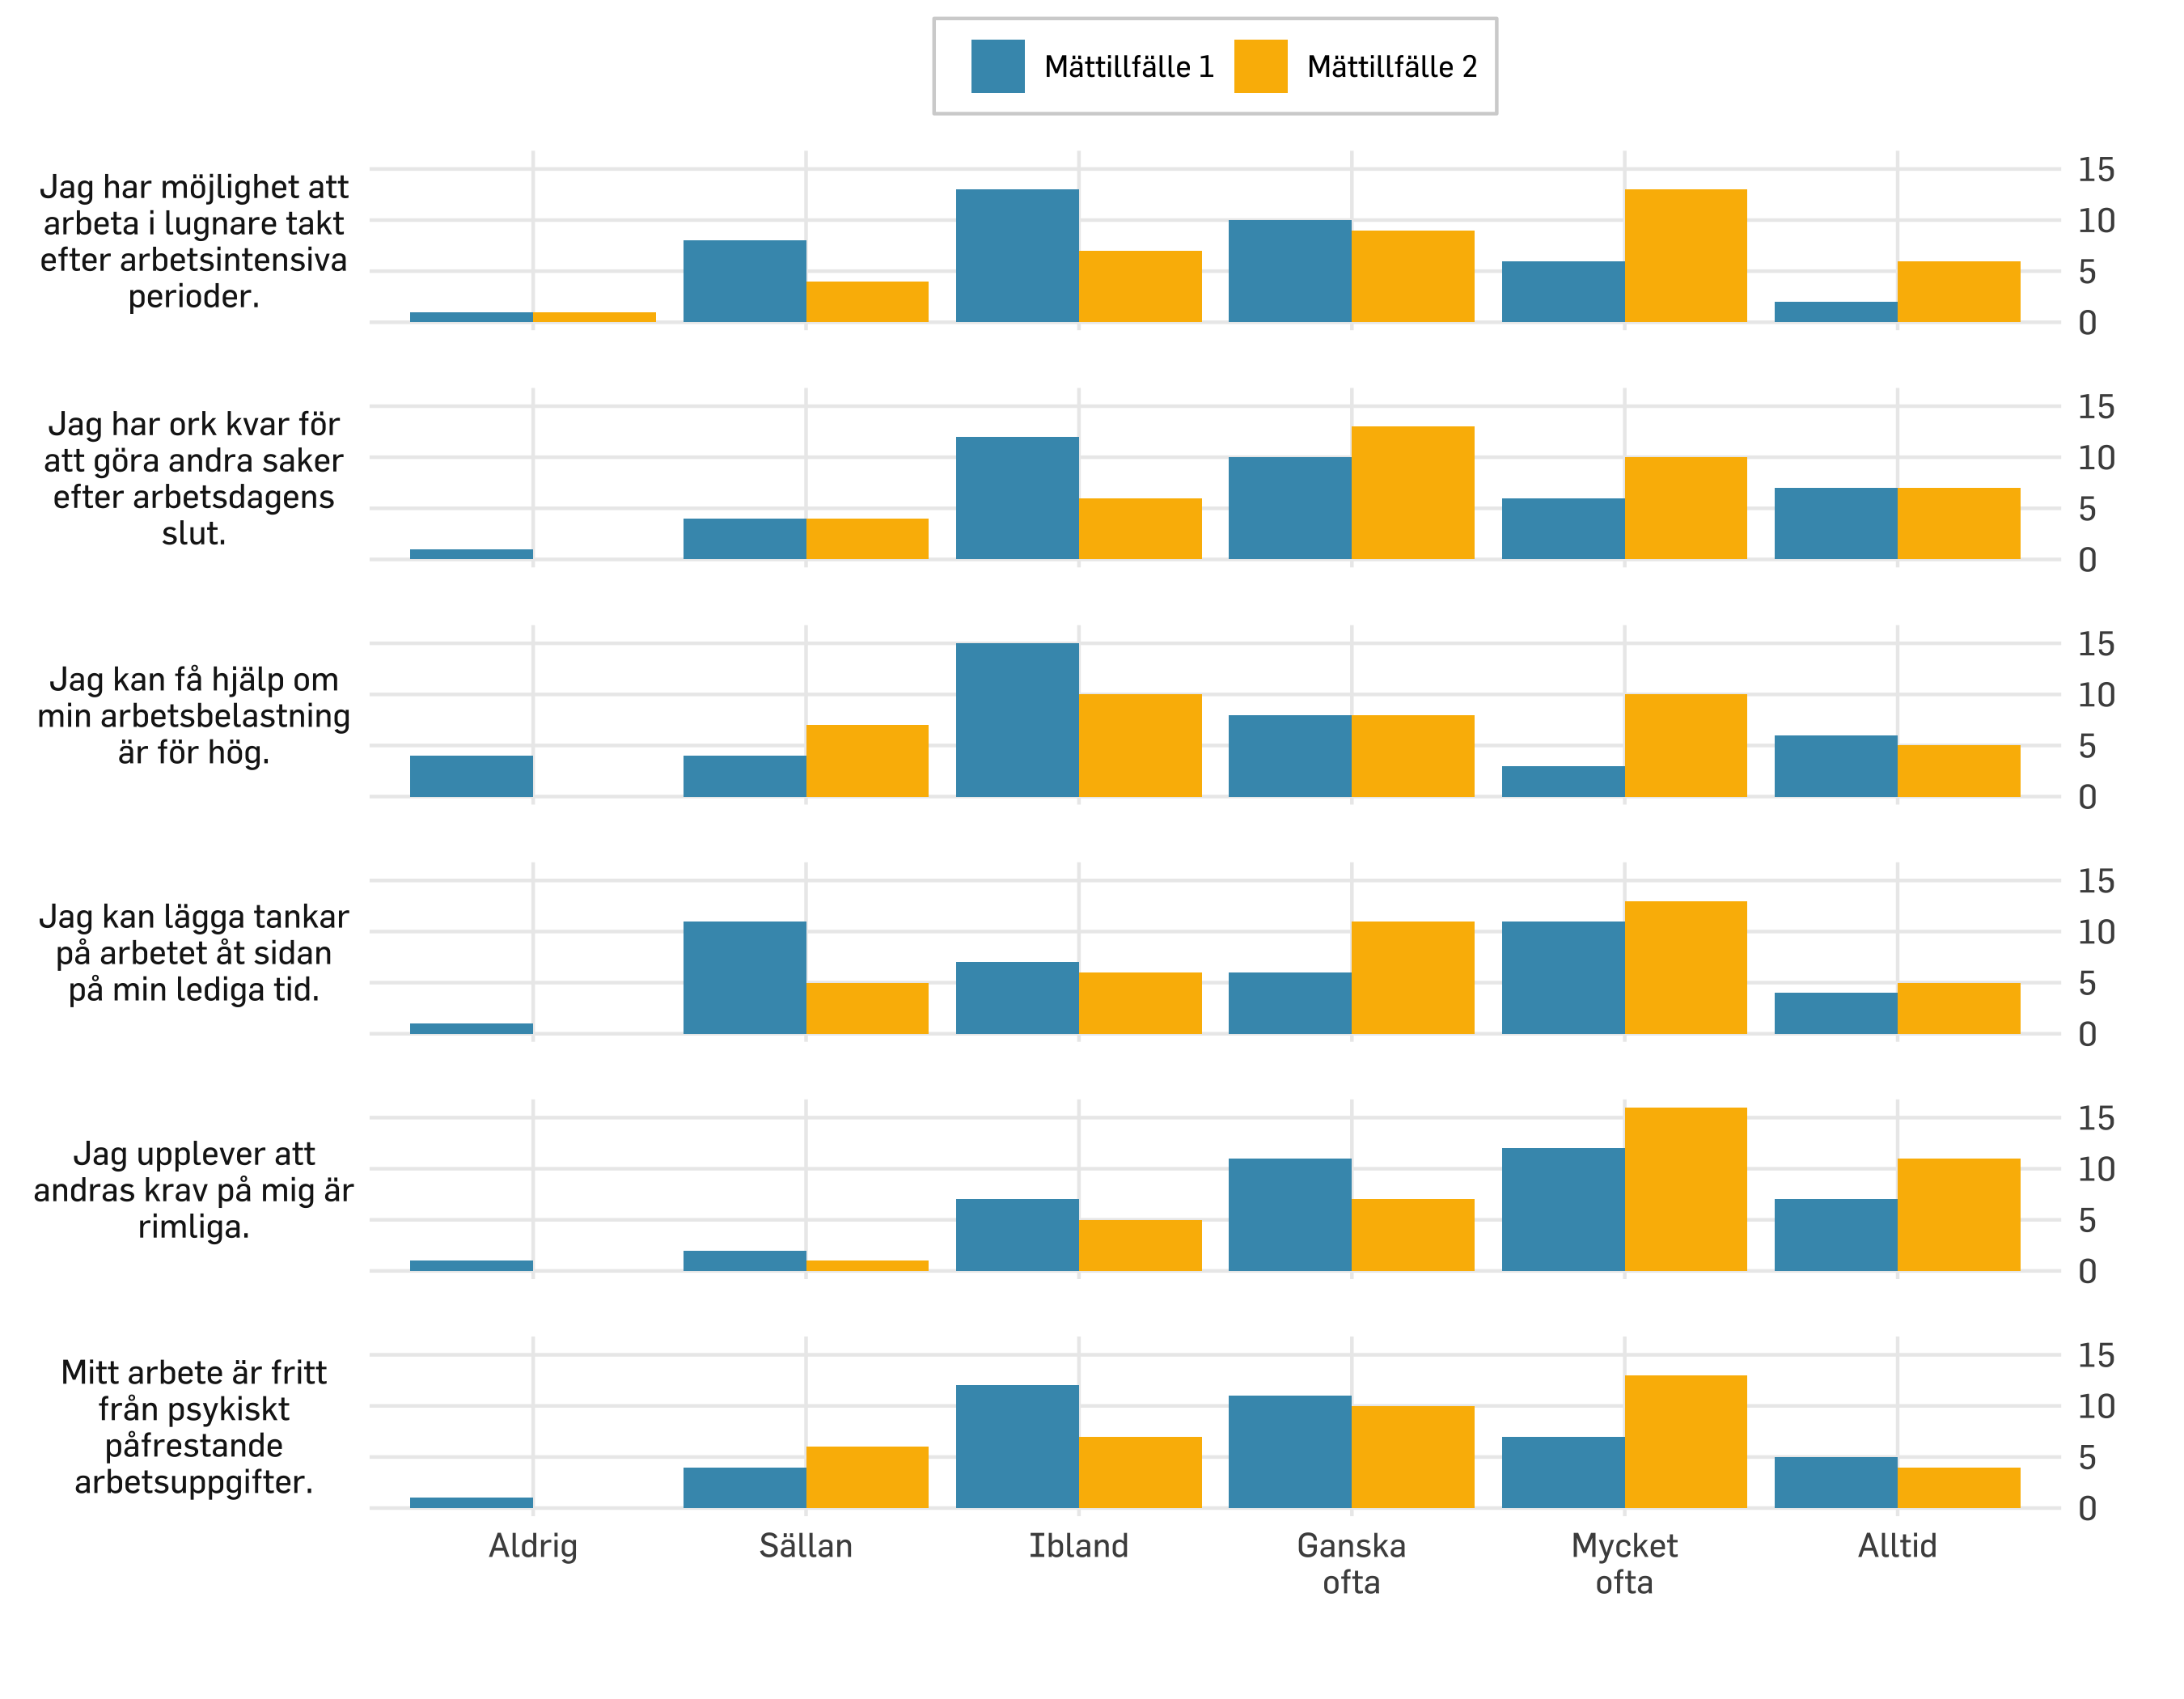 Mättillfälle 1 Mättillfälle 2
Jag har möjlighet att
arbeta i lugnare takt
efter arbetsintensiva
perioder.
15
10
5
0
Jag har ork kvar för
att göra andra saker
efter arbetsdagens
slut.
15
10
5
0
Jag kan få hjälp om
min arbetsbelastning
är för hög.
15
10
5
0
Jag kan lägga tankar
på arbetet åt sidan
på min lediga tid.
15
10
5
0
Jag upplever att
andras krav på mig är
rimliga.
15
10
5
0
Mitt arbete är fritt
från psykiskt
påfrestande
arbetsuppgifter.
15
10
5
0
Aldrig Sällan Ibland Ganska Mycket Alltid
ofta ofta